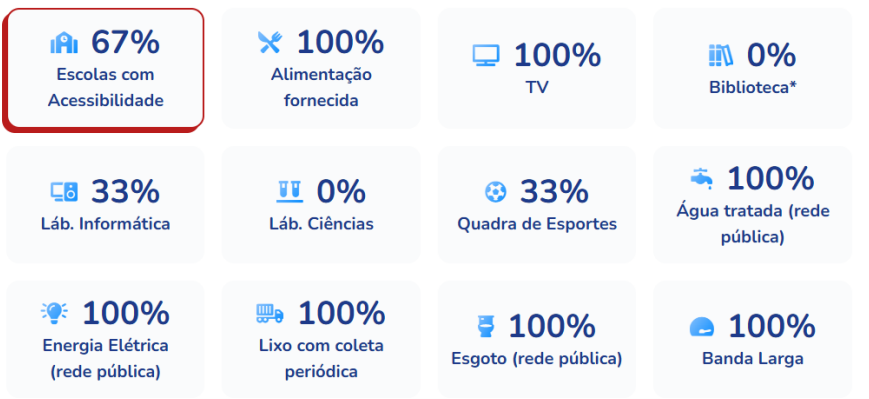 67%
Escolas com
Acessibilidade
100%
Alimentação
fornecida
100%
TV
0%
Biblioteca*
33%
Láb. Informática
0%
Láb. Ciências
33%
Quadra de Esportes
100%
Água tratada (rede
pública)
100%
Energia Elétrica
(rede pública)
100%
Lixo com coleta
periódica
100%
Esgoto (rede pública)
100%
Banda Larga